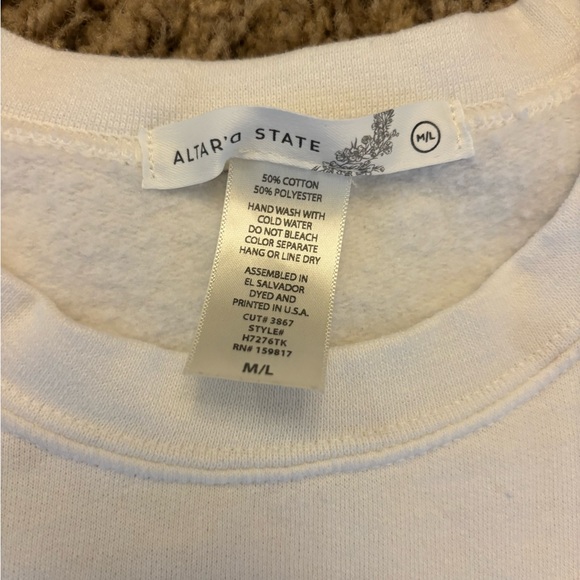 ALTAR'D STATE
M/L
50% COTTON
50% POLYESTER
HAND WASH WITH
COLD WATER
DO NOT BLEACH
COLOR SEPARATE
HANG OR LINE DRY
ASSEMBLED IN
EL SALVADOR
DYED AND
PRINTED IN U.S.A.
CUT# 3867
STYLE#
H7276TK
RN# 159817
M/L